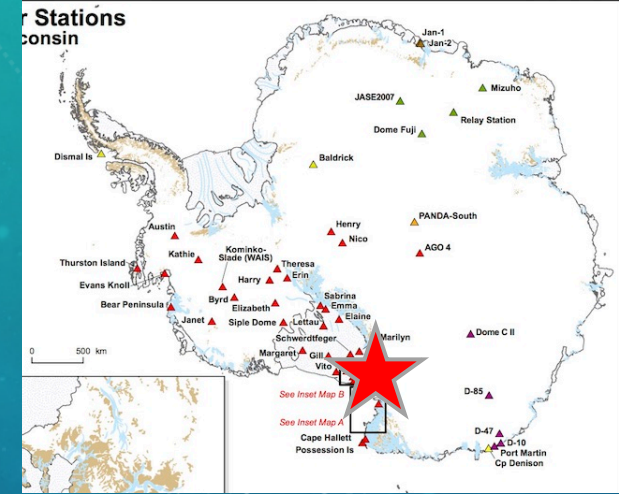 r Stations
consin
Jan-1
Jan-2
Mizuho
JASE2007
Relay Station
Dome Fuji
Dismal Is
Baldrick
PANDA-South
Austin
Henry
Nico
AGO 4
Kathie
Kominko-
Slade (WAIS)
Theresa
Thurston Island
Erin
Harry
Evans Knoll
Byrd
Sabrina
Emma
Bear Peninsula
Elizabeth
Elaine
Janet
Siple Dome
Lettau
Dome C II
Schwerdtfeger
Marilyn
0 500 km
Margaret
Gill
Vito
See Inset Map B
D-85
See Inset Map A
D-47
Cape Hallett
D-10
Possession Is
Port Martin
Cp Denison